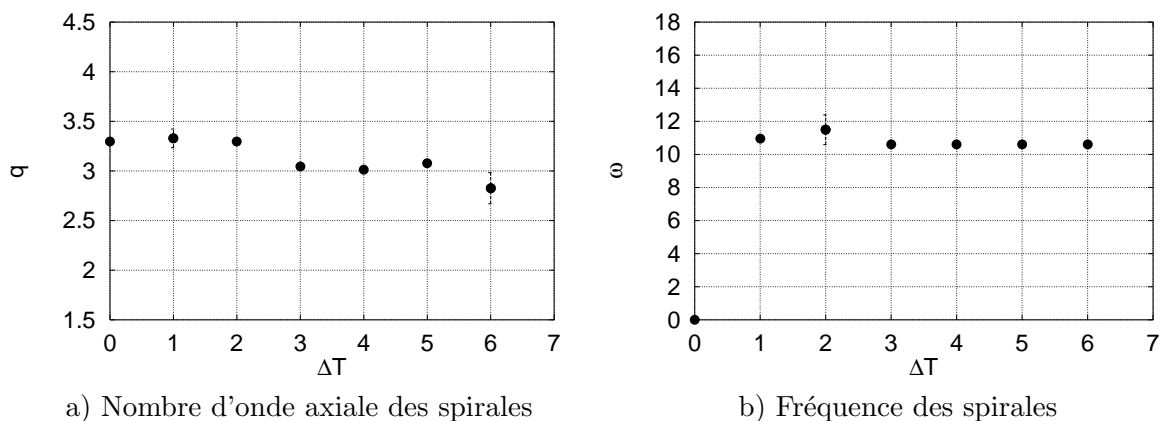 4.5
4
3.5
3
2.5
2
1.5
q
0 1 2 3 4 5 6 7
ΔT
a) Nombre d'onde axiale des spirales
18
16
14
12
10
8
6
4
2
0
ω
0 1 2 3 4 5 6 7
ΔT
b) Fréquence des spirales